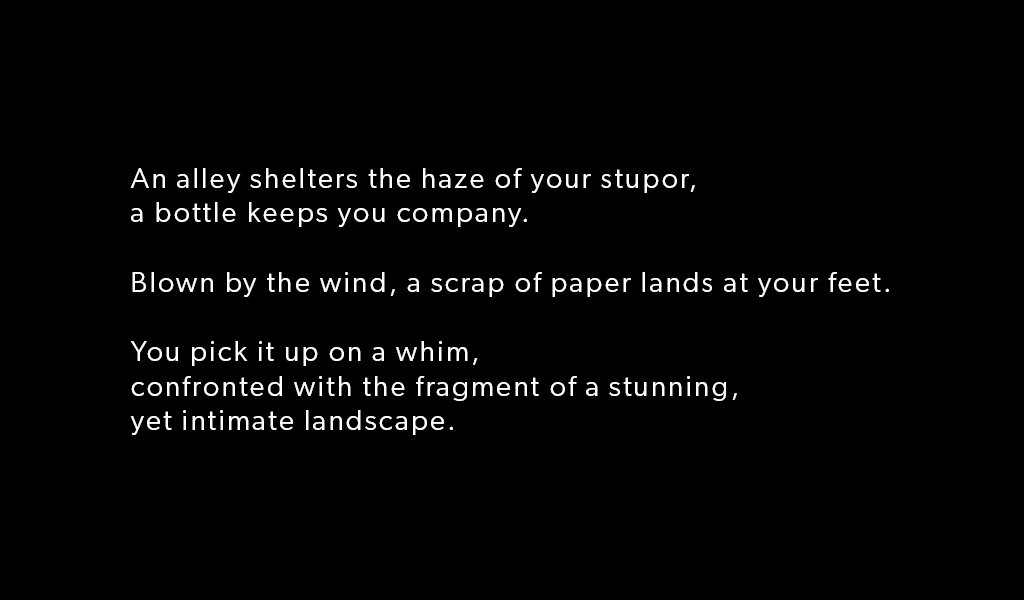 An alley shelters the haze of your stupor,
a bottle keeps you company.
Blown by the wind, a scrap of paper lands at your feet.
You pick it up on a whim,
confronted with the fragment of a stunning,
yet intimate landscape.